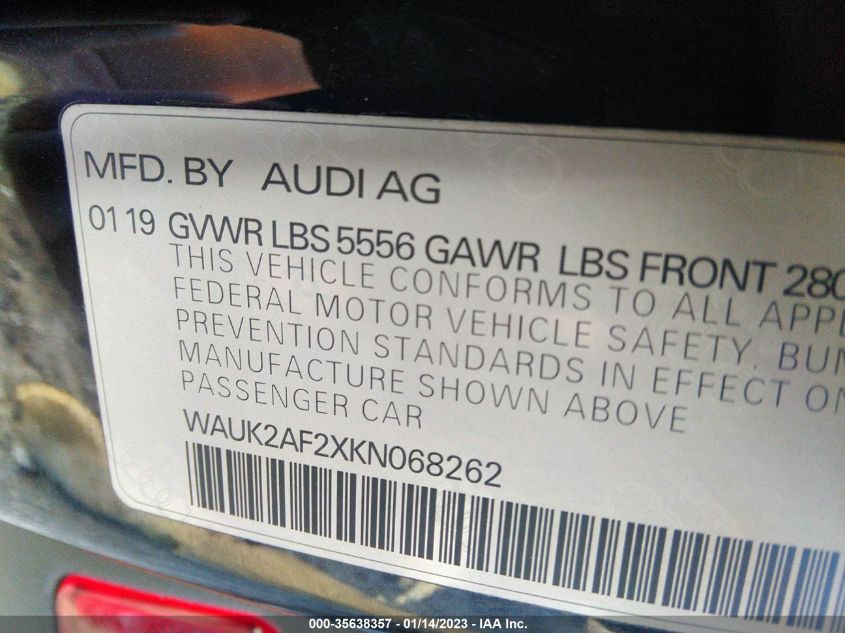 MFD. BY AUDI AG
01 19 GVWR LBS 5556 GAWR LBS FRONT 280
THIS VEHICLE CONFORMS TO ALL
FEDERAL MOTOR VEHICLE SAFETY,
PREVENTION STANDARDS IN EFFECT ON
MANUFACTURE SHOWN ABOVE
PASSENGER CAR
WAUK2AF2XKN068262
000-35638357 - 01/14/2023 - IAA Inc.